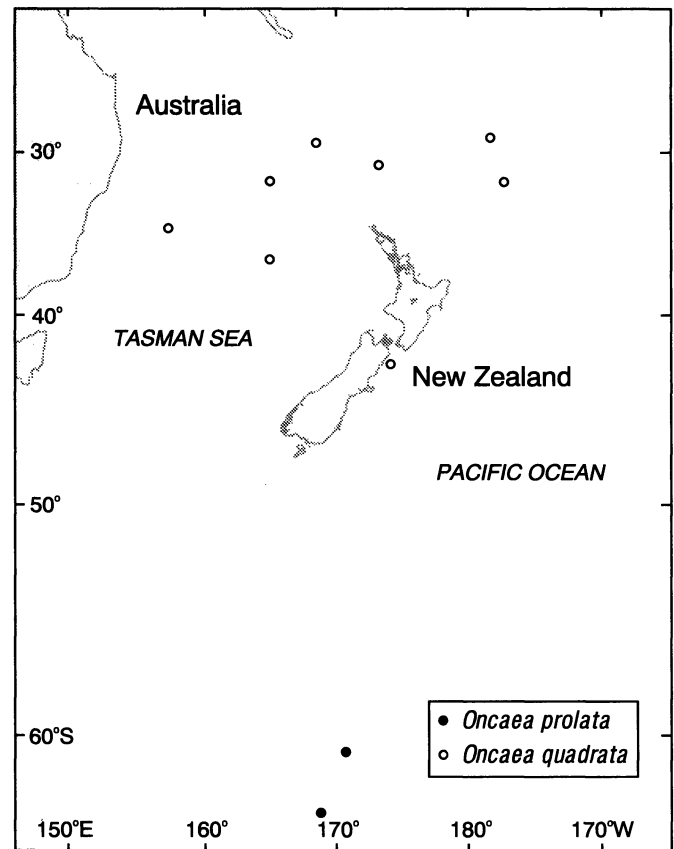 Australia
30°
40°
TASMAN SEA
New Zealand
PACIFIC OCEAN
50°
Oncaea prolata
60°S
Oncaea quadrata
150°E 160° 170° 180° 170°W